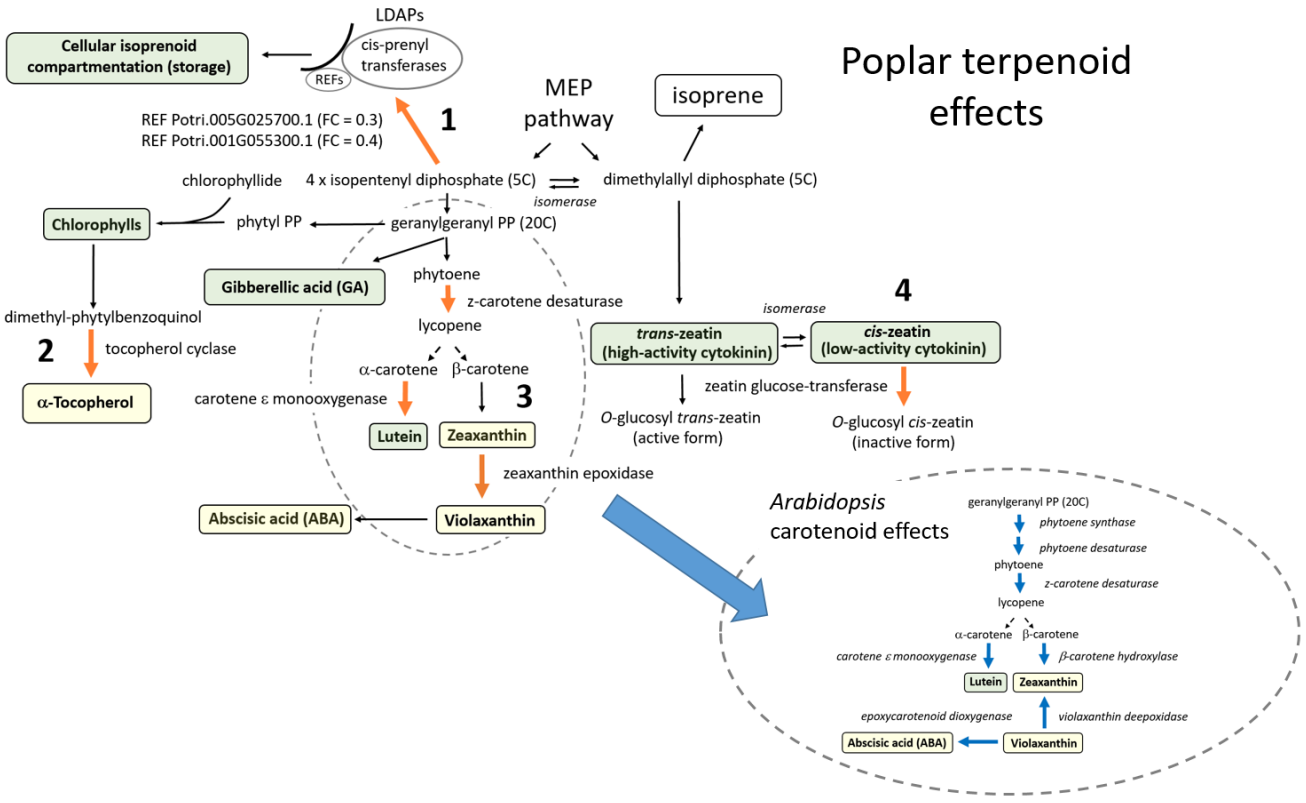 Poplar terpenoid
effects
LDAPs
cis-prenyl
transferases
REFs
Cellular isoprenoid
compartmentation (storage)
REF Potri.005G025700.1 (FC = 0.3)
REF Potri.001G055300.1 (FC = 0.4)
1
MEP
pathway
isoprene
chlorophyllide
4 x isopentenyl diphosphate (5C)
isomerase
dimethylallyl diphosphate (5C)
Chlorophylls
phytyl PP
geranylgeranyl PP (20C)
Gibberellic acid (GA)
phytoene
z-carotene desaturase
lycopene
dimethyl-phytylbenzoquinol
2
tocopherol cyclase
α-Tocopherol
α-carotene
β-carotene
carotene ε monooxygenase
3
Lutein
Zeaxanthin
zeaxanthin epoxidase
Abscisic acid (ABA)
Violaxanthin
4
isomerase
trans-zeatin
(high-activity cytokinin)
cis-zeatin
(low-activity cytokinin)
zeatin glucose-transferase
O-glucosyl trans-zeatin
(active form)
O-glucosyl cis-zeatin
(inactive form)
Arabidopsis
carotenoid effects
geranylgeranyl PP (20C)
phytoene synthase
phytoene desaturase
phytoene
z-carotene desaturase
lycopene
α-carotene
β-carotene
carotene ε monooxygenase
β-carotene hydroxylase
Lutein
Zeaxanthin
epoxycarotenoid dioxygenase
violaxanthin deepoxidase
Abscisic acid (ABA)
Violaxanthin